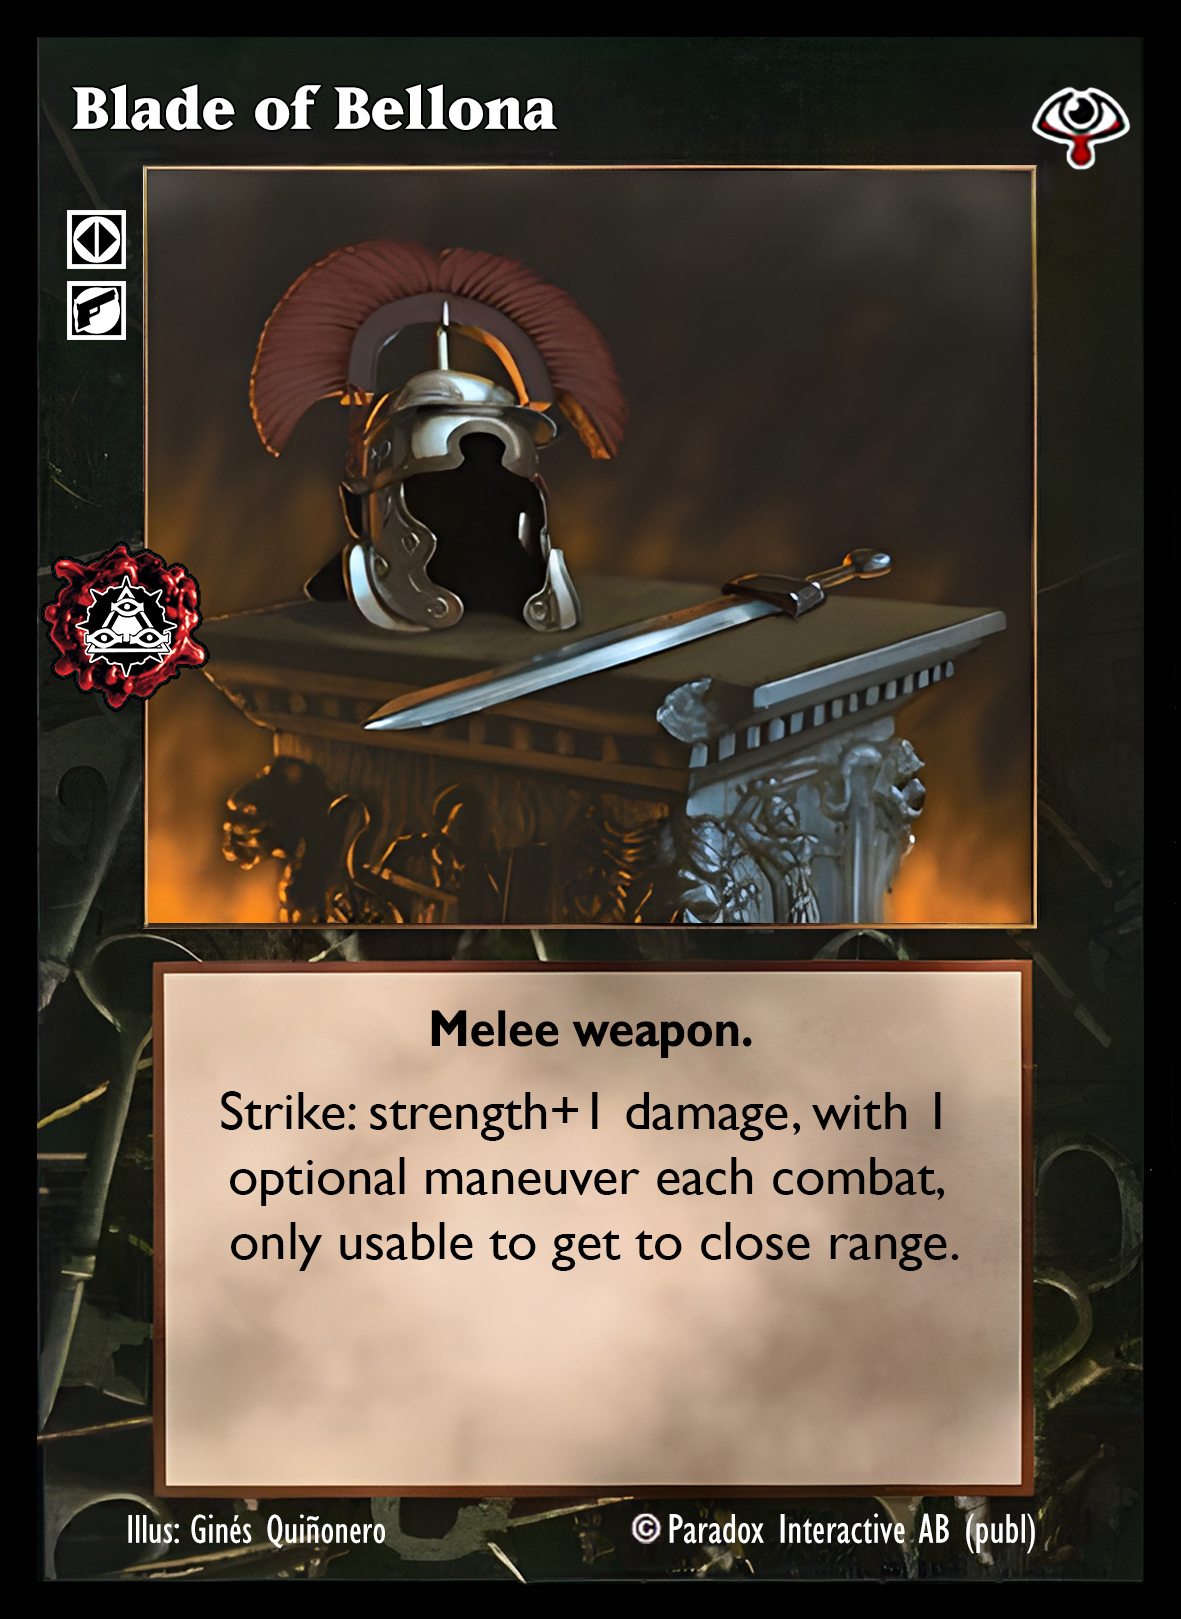 Blade of Bellona
Melee weapon.
Strike: strength+1 damage, with 1
optional maneuver each combat,
only usable to get to close range.
Illus: Ginés Quiñonero
© Paradox Interactive AB (publ)